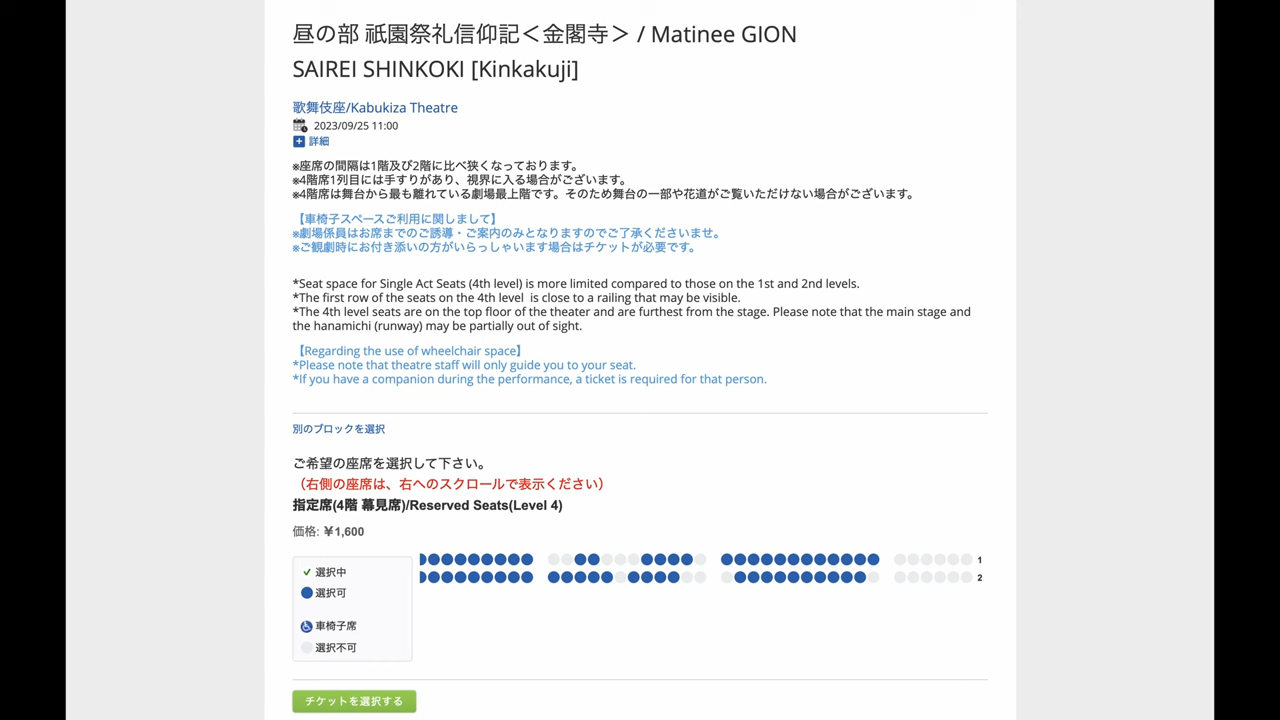 昼の部 祇園祭礼信仰記＜金閣寺＞ / Matinee GION
SAIREI SHINKOKI [Kinkakuji]
歌舞伎座/Kabukiza Theatre
2023/09/25 11:00
詳細
※座席の間隔は1階及び2階に比べ狭くなっております。
※4階席1列目には手すりがあり、視界に入る場合がございます。
※4階席は舞台から最も離れている劇場最上階です。そのため舞台の一部や花道がご覧いただけない場合がございます。
【車椅子スペースご利用に関しまして】
※劇場係員はお席までのご誘導・ご案内のみとなりますのでご了承くださいませ。
※ご観劇時にお付き添いの方がいらっしゃいます場合はチケットが必要です。
*Seat space for Single Act Seats (4th level) is more limited compared to those on the 1st and 2nd levels.
*The first row of the seats on the 4th level is close to a railing that may be visible.
*The 4th level seats are on the top floor of the theater and are furthest from the stage. Please note that the main stage and
the hanamichi (runway) may be partially out of sight.
【Regarding the use of wheelchair space】
*Please note that theatre staff will only guide you to your seat.
*If you have a companion during the performance, a ticket is required for that person.
別のブロックを選択
ご希望の座席を選択して下さい。
（右側の座席は、右へのスクロールで表示ください）
指定席(4階 幕見席)/Reserved Seats(Level 4)
価格: ￥1,600
選択中
選択可
車椅子席
選択不可
1
2
チケットを選択する